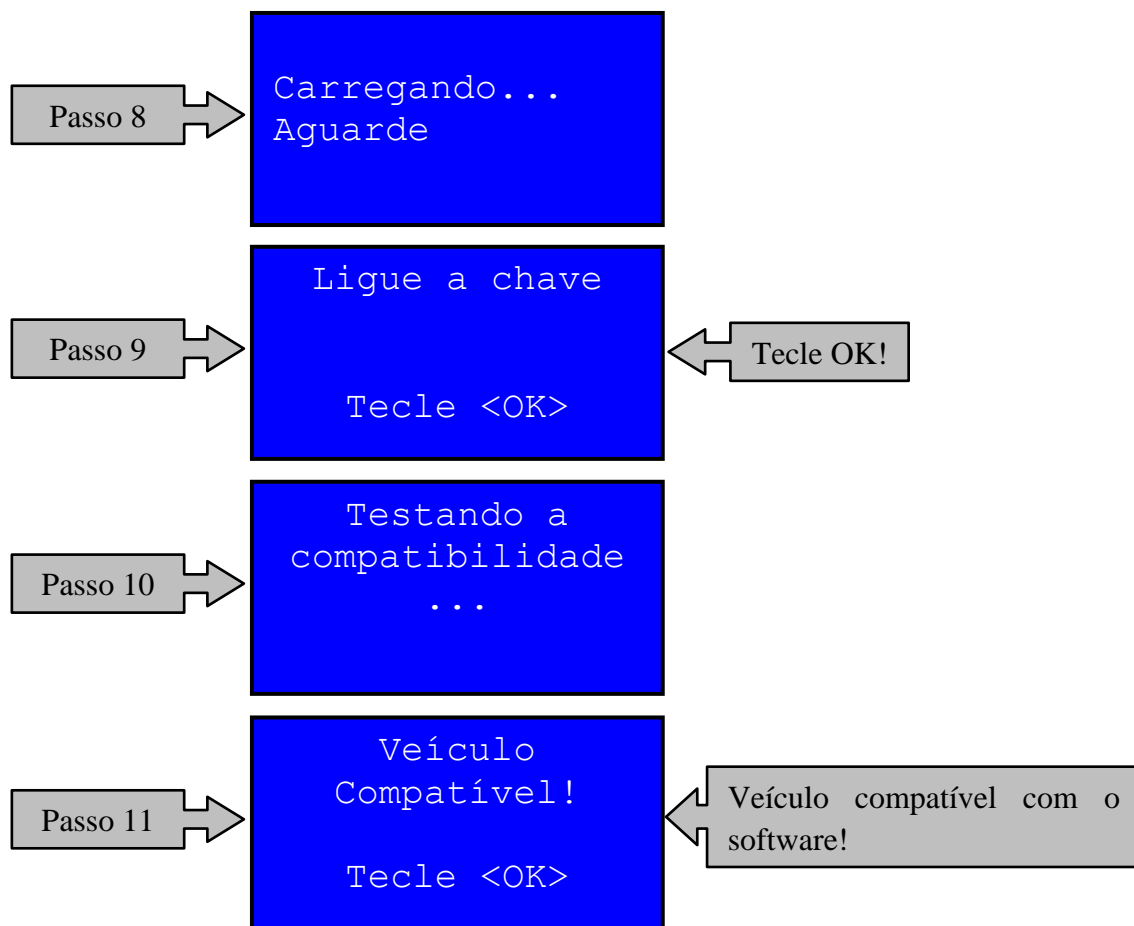 Passo 8
Carregando...
Aguarde
Passo 9
Ligue a chave
Tecle <OK>
Tecle OK!
Passo 10
Testando a
compatibilidade
...
Passo 11
Veículo
Compatível!
Tecle <OK>
Veículo compatível com o
software!